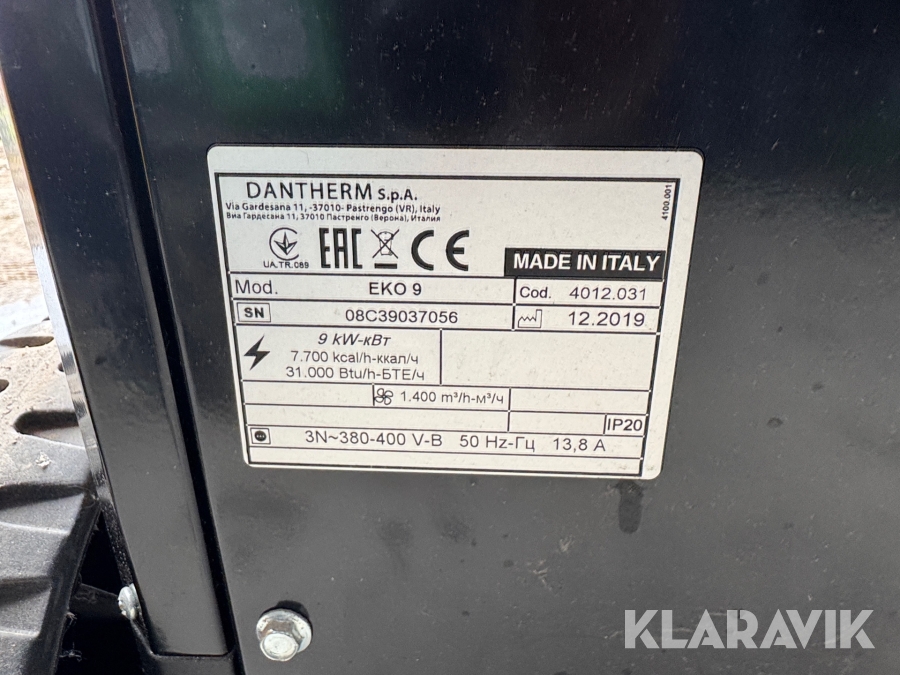 DANTHERM S.p.A.
Via Gardesana 11, -37010- Pastrengo (VR), Italy
Виа Гардесана 11, 37010 Пастренго (Верона), Италия
4100.001
UA.TR.089
EAC CE
MADE IN ITALY
Mod. EKO 9
Cod. 4012.031
SN 08C39037056
12.2019
9 kW-кВт
7.700 kcal/h-ккал/ч
31.000 Btu/h-БТЕ/ч
1.400 m³/h-м³/ч
IP20
3N~380-400 V-В 50 Hz-Гц 13,8 A
KLARAVIK